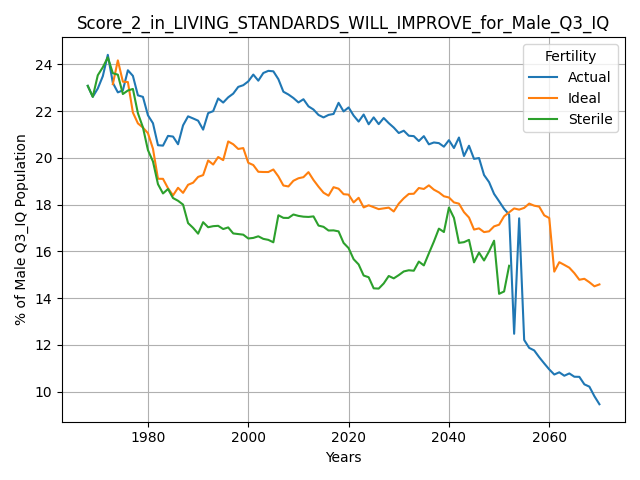 Score_2_in_LIVING_STANDARDS_WILL_IMPROVE_for_Male_Q3_IQ
% of Male Q3_IQ Population
24
22
20
18
16
14
12
10
Fertility
Actual
Ideal
Sterile
1980
2000
2020
2040
2060
Years